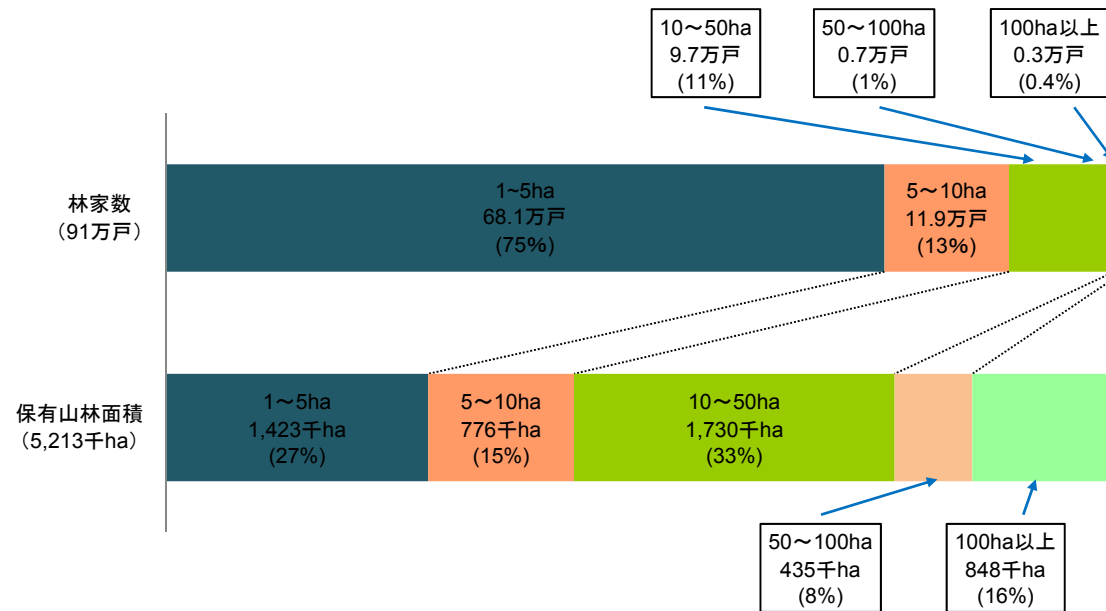 10～50ha
9.7万戸
(11%)
50～100ha
0.7万戸
(1%)
100ha以上
0.3万戸
(0.4%)
林家数
（91万戸）
1~5ha
68.1万戸
(75%)
5～10ha
11.9万戸
(13%)
保有山林面積
（5,213千ha）
1～5ha
1,423千ha
(27%)
5～10ha
776千ha
(15%)
10～50ha
1,730千ha
(33%)
50～100ha
435千ha
(8%)
100ha以上
848千ha
(16%)